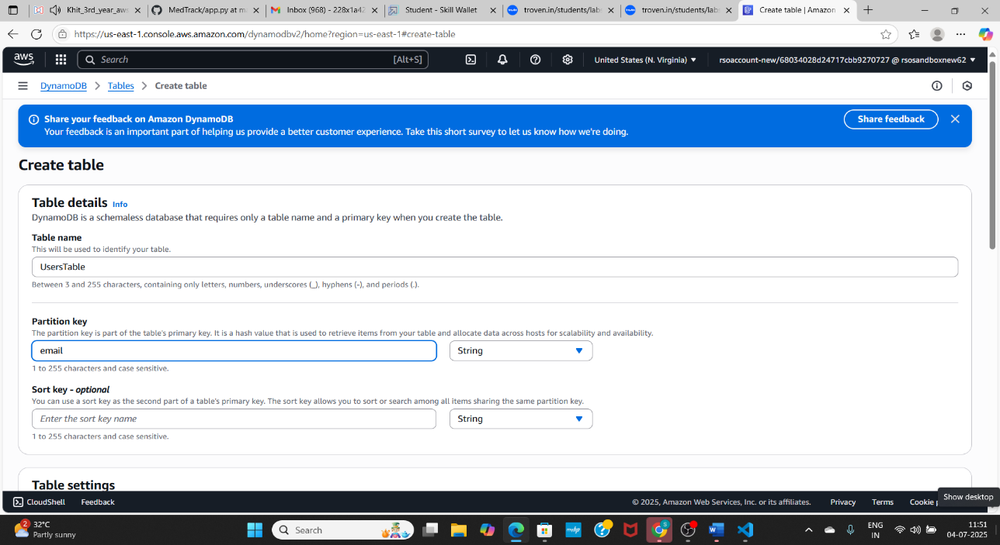 Khit_3rd_year_aws
MedTrack/app.py at ma
Inbox (968) - 228x1a42
Student - Skill Wallet
troven.in/students/labs
troven.in/students/labs
Create table | Amazon
https://us-east-1.console.aws.amazon.com/dynamodbv2/home?region=us-east-1#create-table
aws
Search
[Alt+S]
United States (N. Virginia)
rsoaccount-new/68034028d24717cbb9270727 @ rsosandboxnew62
DynamoDB > Tables > Create table
Share your feedback on Amazon DynamoDB
Your feedback is an important part of helping us provide a better customer experience. Take this short survey to let us know how we're doing.
Share feedback
Create table
Table details Info
DynamoDB is a schemaless database that requires only a table name and a primary key when you create the table.
Table name
This will be used to identify your table.
UsersTable
Between 3 and 255 characters, containing only letters, numbers, underscores (_), hyphens (-), and periods (.).
Partition key
The partition key is part of the table's primary key. It is a hash value that is used to retrieve items from your table and allocate data across hosts for scalability and availability.
email
String
1 to 255 characters and case sensitive.
Sort key - optional
You can use a sort key as the second part of a table's primary key. The sort key allows you to sort or search among all items sharing the same partition key.
Enter the sort key name
String
1 to 255 characters and case sensitive.
Table settings
CloudShell
Feedback
© 2025, Amazon Web Services, Inc. or its affiliates.
Privacy
Terms
Cookie
Show desktop
2
32°C
Partly sunny
Search
myhp
S
ENG
IN
11:51
04-07-2025